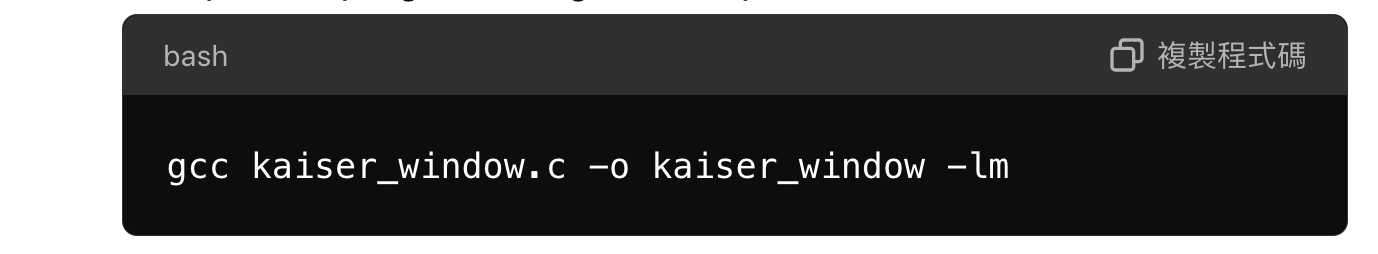 bash
複製程式碼
gcc kaiser_window.c -o kaiser_window -lm